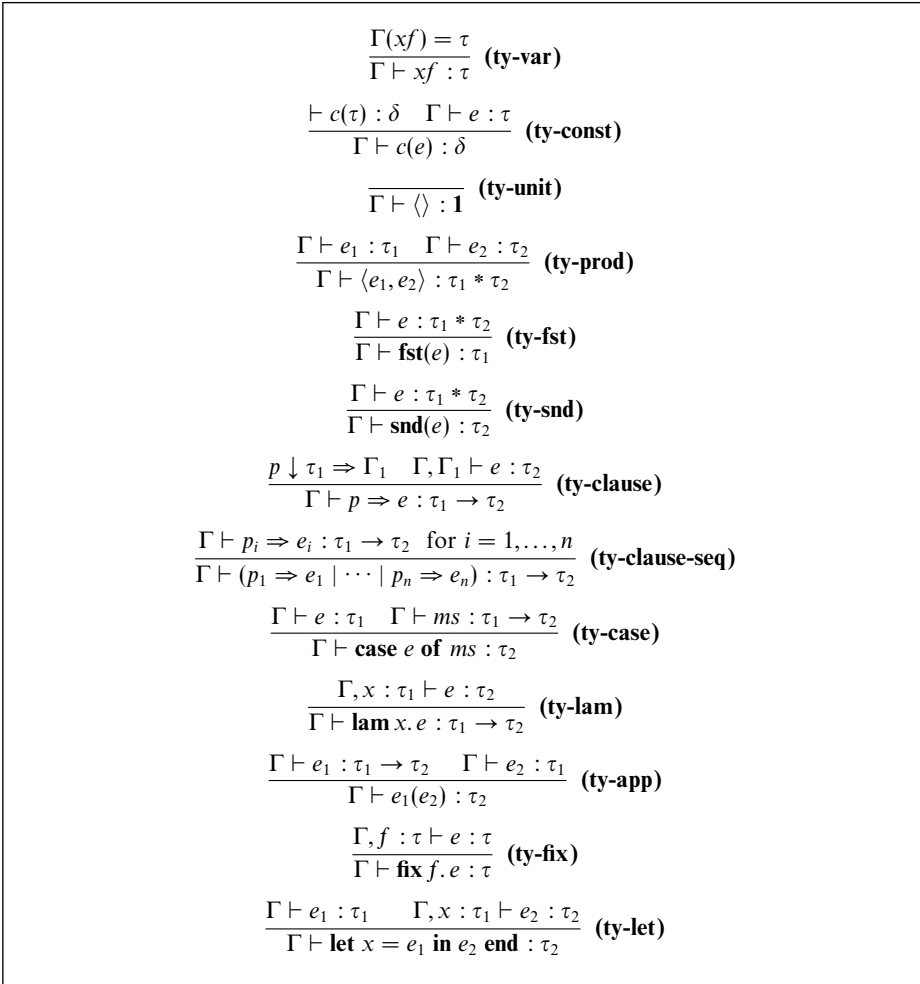 Γ(xf) = τ
Γ ⊢ xf : τ (ty-var)
⊢ c(τ) : δ Γ ⊢ e : τ
Γ ⊢ c(e) : δ (ty-const)
Γ ⊢ ⟨⟩ : 1 (ty-unit)
Γ ⊢ e₁ : τ₁ Γ ⊢ e₂ : τ₂
Γ ⊢ ⟨e₁, e₂⟩ : τ₁ * τ₂ (ty-prod)
Γ ⊢ e : τ₁ * τ₂
Γ ⊢ fst(e) : τ₁ (ty-fst)
Γ ⊢ e : τ₁ * τ₂
Γ ⊢ snd(e) : τ₂ (ty-snd)
p ↓ τ₁ ⇒ Γ₁ Γ, Γ₁ ⊢ e : τ₂
Γ ⊢ p ⇒ e : τ₁ → τ₂ (ty-clause)
Γ ⊢ pᵢ ⇒ eᵢ : τ₁ → τ₂ for i = 1, . . . , n
Γ ⊢ (p₁ ⇒ e₁ | · · · | pₙ ⇒ eₙ) : τ₁ → τ₂ (ty-clause-seq)
Γ ⊢ e : τ₁ Γ ⊢ ms : τ₁ → τ₂
Γ ⊢ case e of ms : τ₂ (ty-case)
Γ, x : τ₁ ⊢ e : τ₂
Γ ⊢ lam x. e : τ₁ → τ₂ (ty-lam)
Γ ⊢ e₁ : τ₁ → τ₂ Γ ⊢ e₂ : τ₁
Γ ⊢ e₁(e₂) : τ₂ (ty-app)
Γ, f : τ ⊢ e : τ
Γ ⊢ fix f. e : τ (ty-fix)
Γ ⊢ e₁ : τ₁ Γ, x : τ₁ ⊢ e₂ : τ₂
Γ ⊢ let x = e₁ in e₂ end : τ₂ (ty-let)